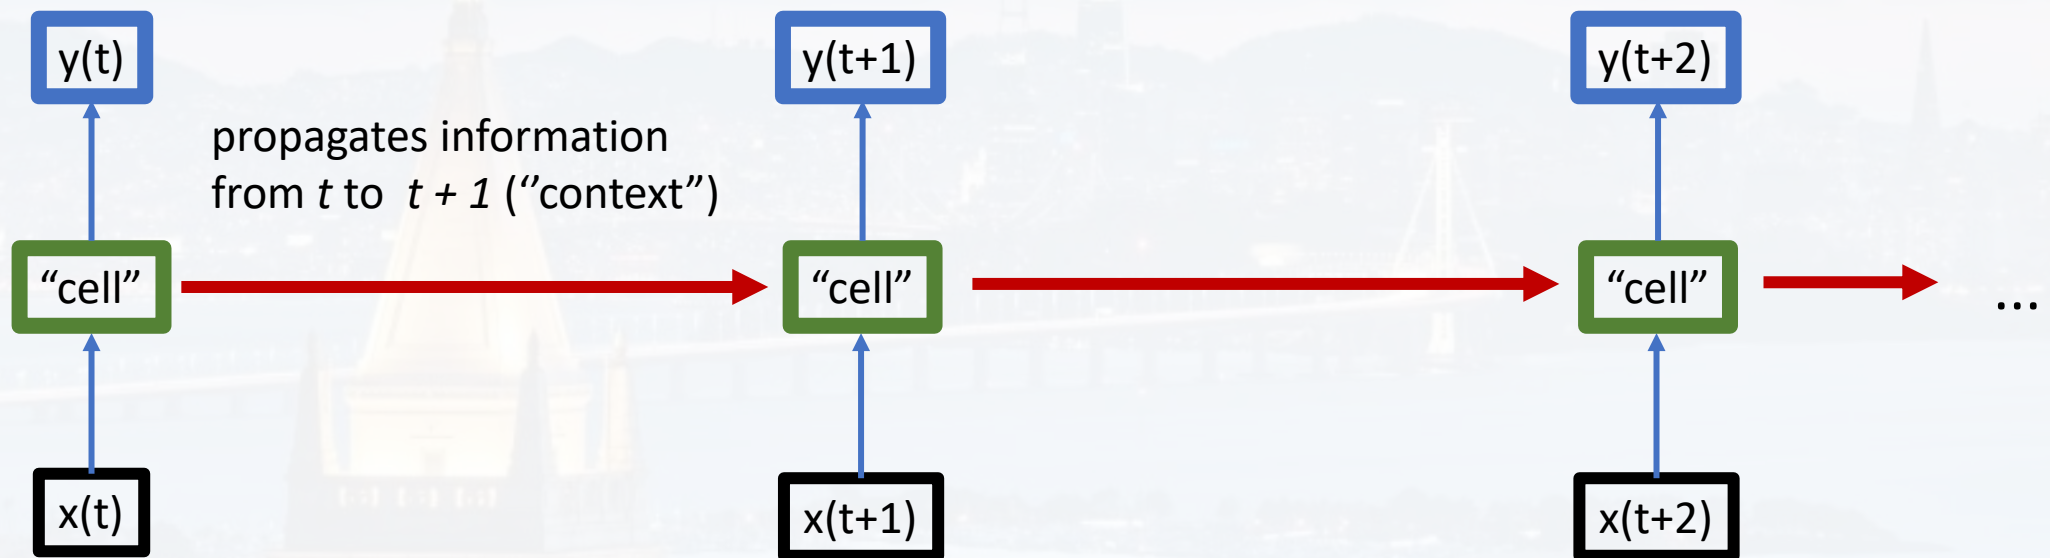 y(t)
y(t+1)
y(t+2)
propagates information
from t to  t + 1 (‘’context”)
“cell”
“cell”
“cell”
...
x(t)
x(t+1)
x(t+2)